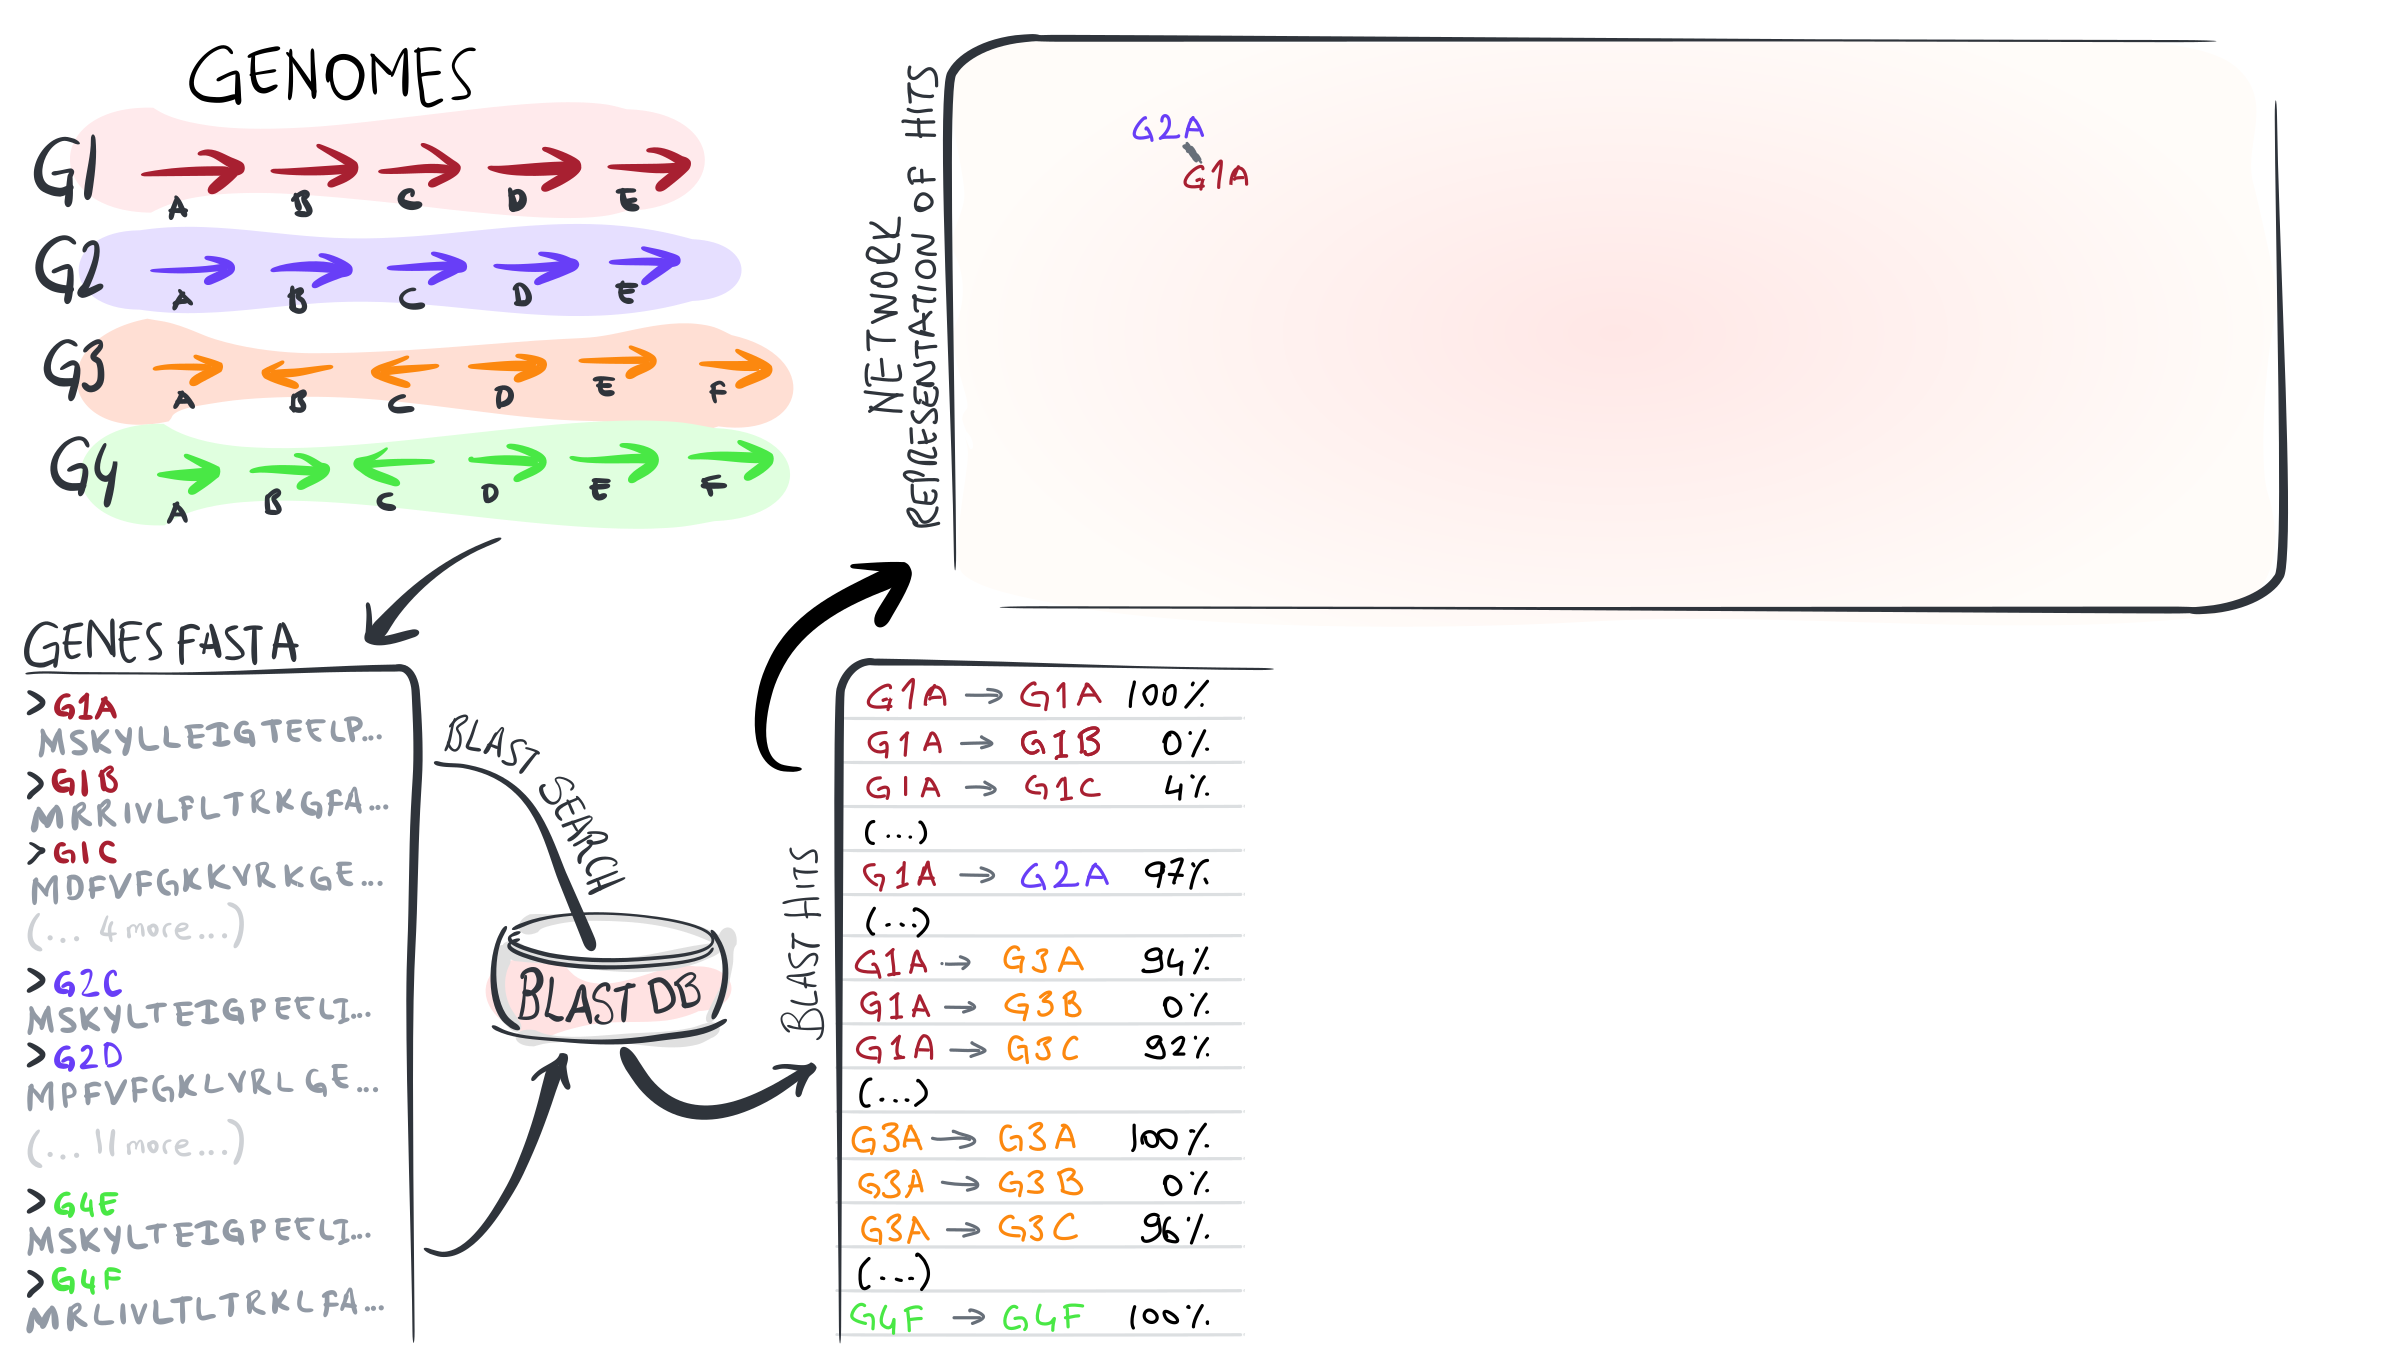 GENOMES
G1
A B C D E
G2
A B C D E
G3
A B C D E F
G4
A B C D E F
GENES FASTA
>G1A
MSKYLLEIGTEELP...
>G1B
MRRIVLFLTRKGFA...
>G1C
MDFVFGKKVRKGE...
(... 4 more...)
>G2C
MSKYLTEIGPEELI...
>G2D
MPFVFGKLVRLGE...
(... 11 more...)
>G4E
MSKYLTEIGPEELI...
>G4F
MRLIVLTLTRKLFA...
BLAST SEARCH
BLAST DB
BLAST HITS
G1A → G1A 100%
G1A → G1B 0%
G1A → G1C 4%
(...)
G1A → G2A 97%
(...)
G1A → G3A 94%
G1A → G3B 0%
G1A → G3C 92%
(...)
G3A → G3A 100%
G3A → G3B 0%
G3A → G3C 96%
(...)
G4F → G4F 100%
NETWORK
REPRESENTATION OF HITS
G2A
G1A